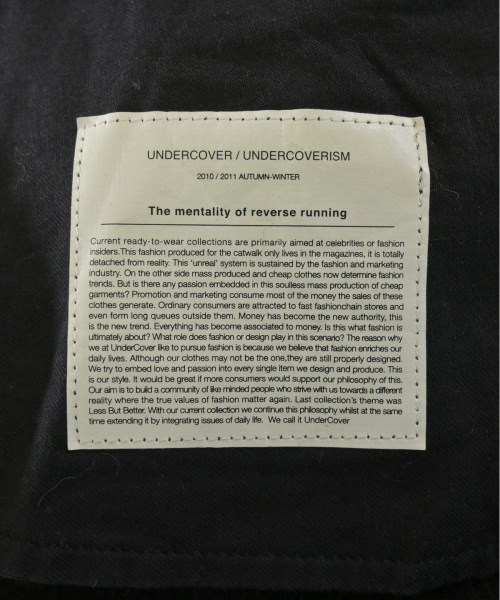 UNDERCOVER / UNDERCOVERISM
2010 / 2011 AUTUMN-WINTER
The mentality of reverse running
Current ready-to-wear collections are primarily aimed at celebrities or fashion
insiders.This fashion produced for the catwalk only lives in the magazines, it is totally
detached from reality. This 'unreal' system is sustained by the fashion and marketing
industry. On the other side mass produced and cheap clothes now determine fashion
trends. But is there any passion embedded in this soulless mass production of cheap
garments? Promotion and marketing consume most of the money the sales of these
clothes generate. Ordinary consumers are attracted to fast fashionchain stores and
even form long queues outside them. Money has become the new authority, this
is the new trend. Everything has become associated to money. Is this what fashion is
ultimately about? What role does fashion or design play in this scenario? The reason why
we at UnderCover like to pursue fashion is because we believe that fashion enriches our
daily lives. Although our clothes may not be the one,they are still properly designed.
We try to embed love and passion into every single item we design and produce. This
is our style. It would be great if more consumers would support our philosophy of this.
Our aim is to build a community of like minded people who strive with us towards a different
reality where the true values of fashion matter again. Last collection's theme was
Less But Better. With our current collection we continue this philosophy whilst at the same
time extending it by integrating issues of daily life. We call it UnderCover